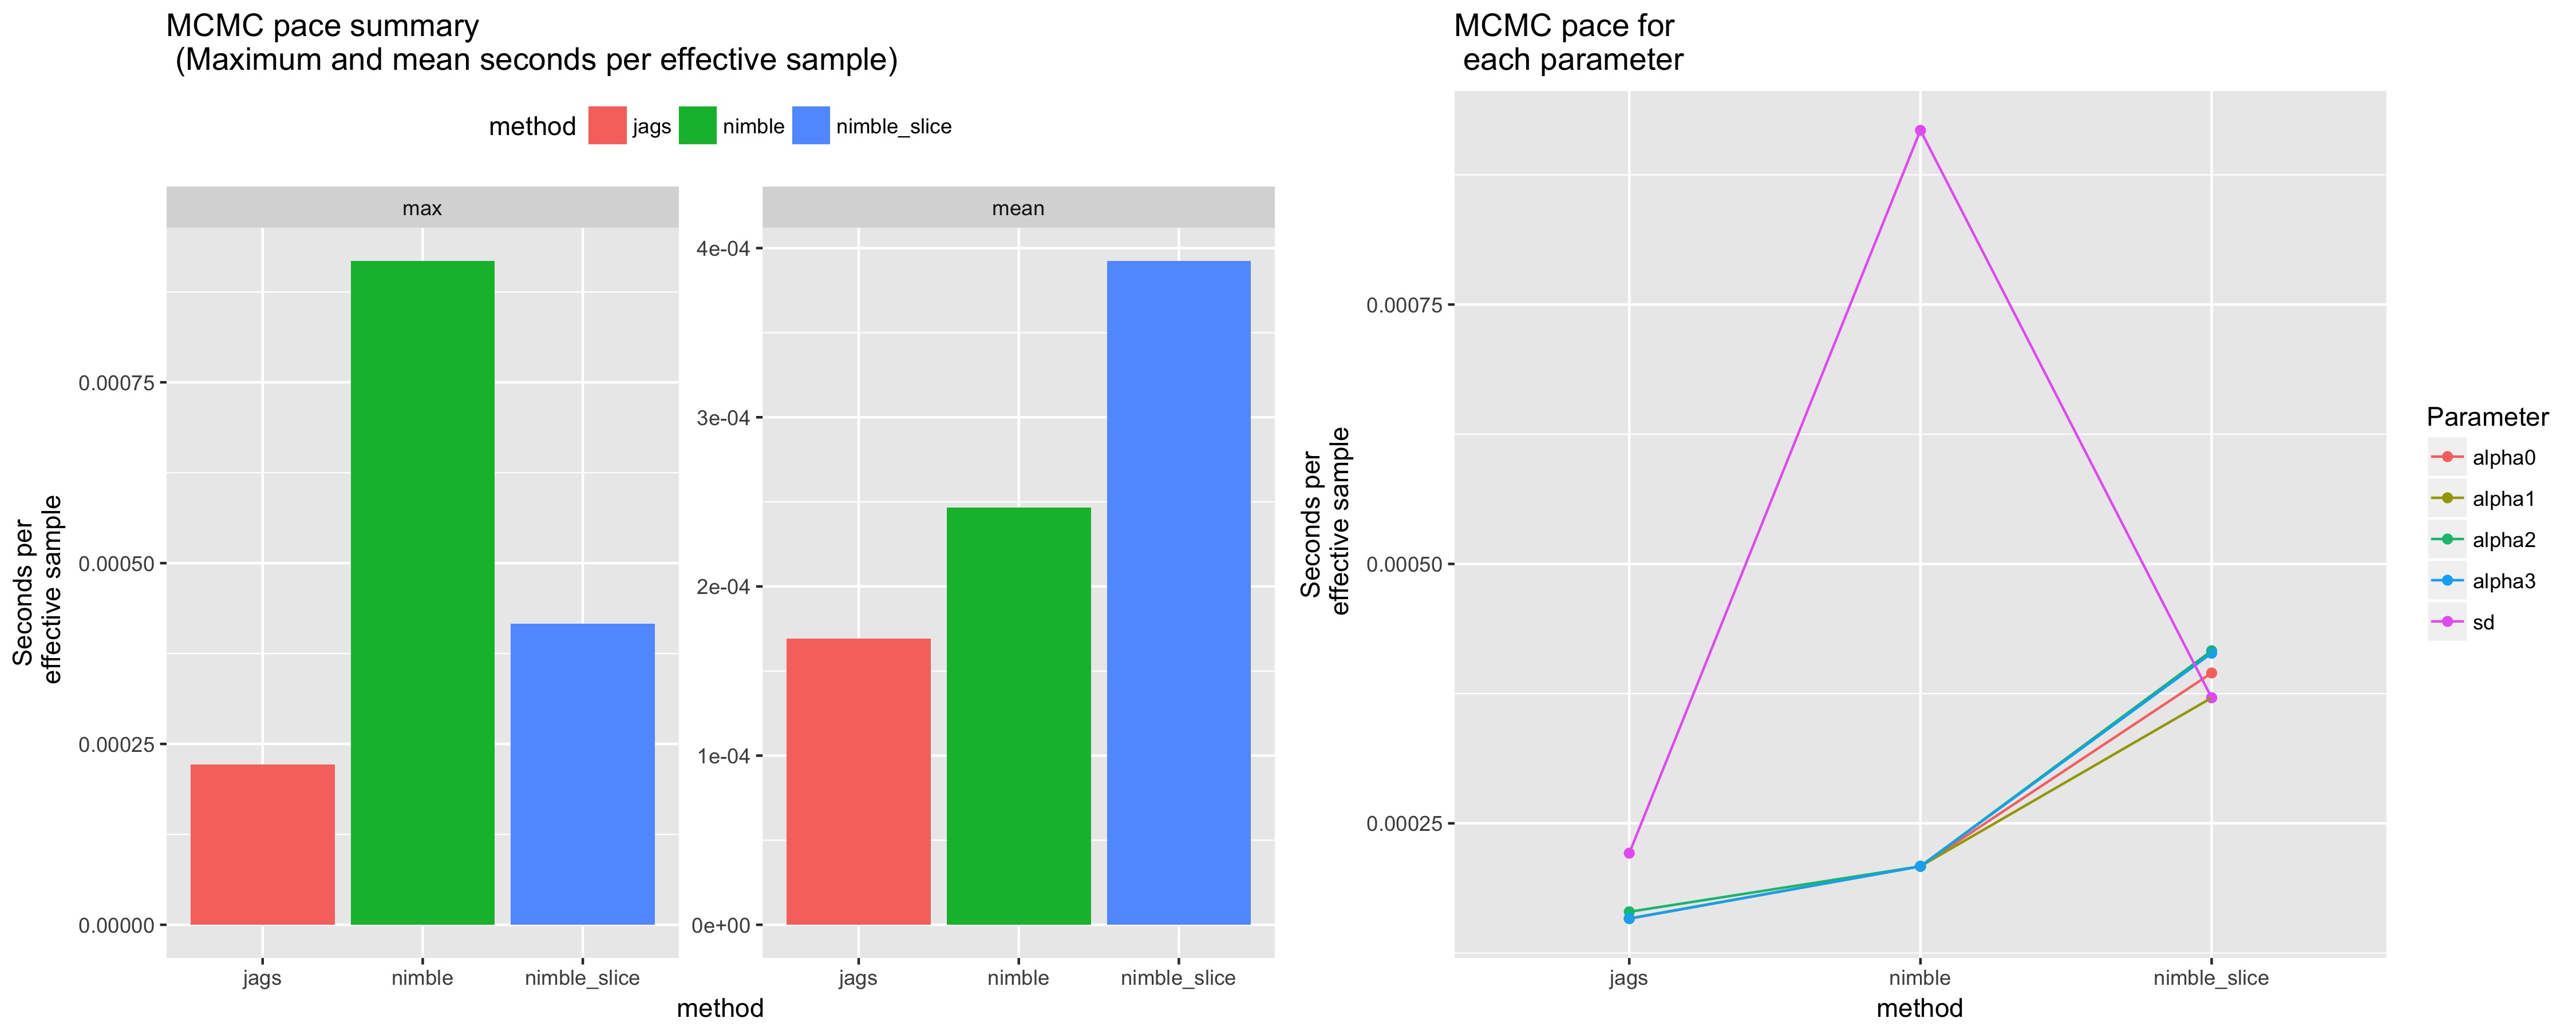 MCMC pace summary
(Maximum and mean seconds per effective sample)
method jags nimble nimble_slice
max
mean
Seconds per
effective sample
0.00075
0.00050
0.00025
0.00000
4e-04
3e-04
2e-04
1e-04
0e+00
jags nimble nimble_slice
jags nimble nimble_slice
method
MCMC pace for
each parameter
Seconds per
effective sample
0.00075
0.00050
0.00025
jags nimble nimble_slice
method
Parameter
alpha0
alpha1
alpha2
alpha3
sd